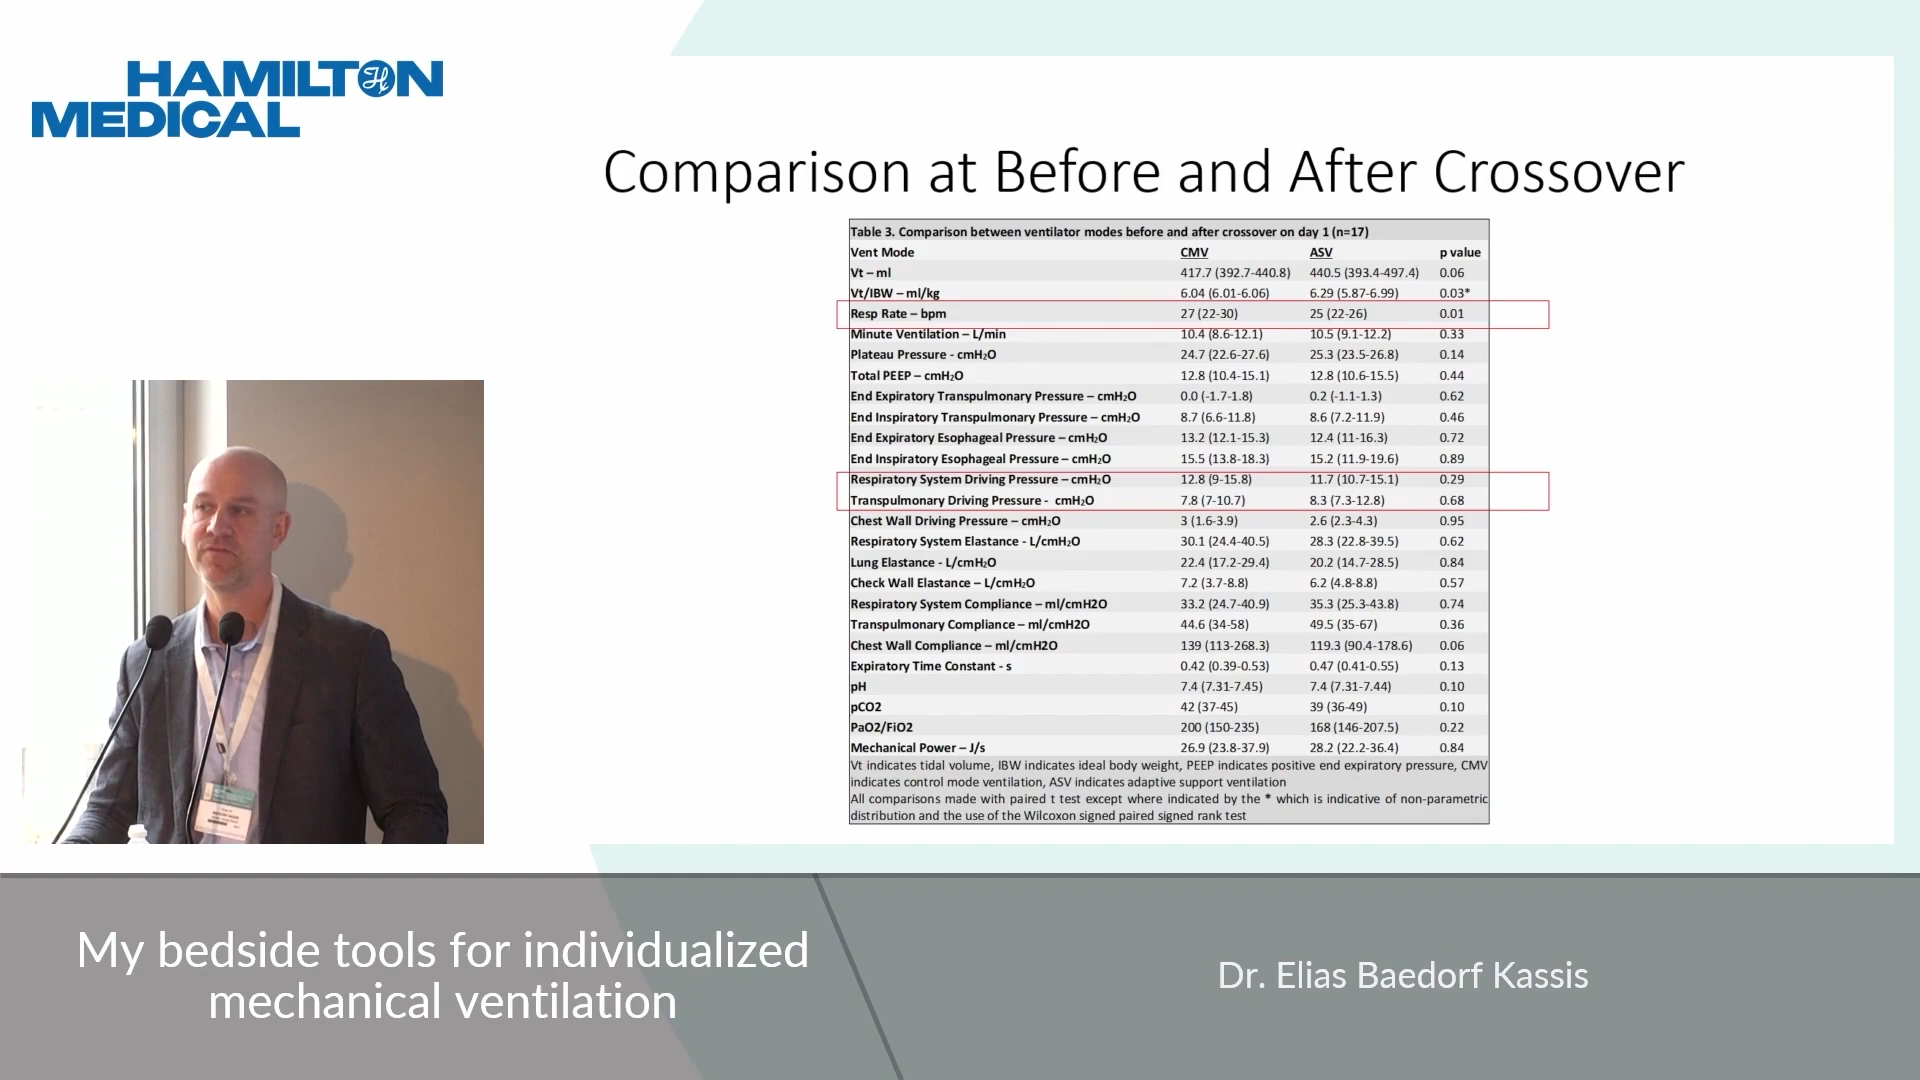 HAMILTON
MEDICAL
Comparison at Before and After Crossover
Table 3. Comparison between ventilator modes before and after crossover on day 1 (n=17)
Vent Mode CMV ASV p value
Vt – ml 417.7 (392.7-440.8) 440.5 (393.4-497.4) 0.06
Vt/IBW – ml/kg 6.04 (6.01-6.06) 6.29 (5.87-6.99) 0.03*
Resp Rate – bpm 27 (22-30) 25 (22-26) 0.01
Minute Ventilation – L/min 10.4 (8.6-12.1) 10.5 (9.1-12.2) 0.33
Plateau Pressure - cmH₂O 24.7 (22.6-27.6) 25.3 (23.5-26.8) 0.14
Total PEEP – cmH₂O 12.8 (10.4-15.1) 12.8 (10.6-15.5) 0.44
End Expiratory Transpulmonary Pressure – cmH₂O 0.0 (-1.7-1.8) 0.2 (-1.1-1.3) 0.62
End Inspiratory Transpulmonary Pressure – cmH₂O 8.7 (6.6-11.8) 8.6 (7.2-11.9) 0.46
End Expiratory Esophageal Pressure – cmH₂O 13.2 (12.1-15.3) 12.4 (11-16.3) 0.72
End Inspiratory Esophageal Pressure – cmH₂O 15.5 (13.8-18.3) 15.2 (11.9-19.6) 0.89
Respiratory System Driving Pressure – cmH₂O 12.8 (9-15.8) 11.7 (10.7-15.1) 0.29
Transpulmonary Driving Pressure - cmH₂O 7.8 (7-10.7) 8.3 (7.3-12.8) 0.68
Chest Wall Driving Pressure – cmH₂O 3 (1.6-3.9) 2.6 (2.3-4.3) 0.95
Respiratory System Elastance - L/cmH₂O 30.1 (24.4-40.5) 28.3 (22.8-39.5) 0.62
Lung Elastance - L/cmH₂O 22.4 (17.2-29.4) 20.2 (14.7-28.5) 0.84
Check Wall Elastance – L/cmH₂O 7.2 (3.7-8.8) 6.2 (4.8-8.8) 0.57
Respiratory System Compliance – ml/cmH2O 33.2 (24.7-40.9) 35.3 (25.3-43.8) 0.74
Transpulmonary Compliance – ml/cmH2O 44.6 (34-58) 49.5 (35-67) 0.36
Chest Wall Compliance – ml/cmH2O 139 (113-268.3) 119.3 (90.4-178.6) 0.06
Expiratory Time Constant - s 0.42 (0.39-0.53) 0.47 (0.41-0.55) 0.13
pH 7.4 (7.31-7.45) 7.4 (7.31-7.44) 0.10
pCO2 42 (37-45) 39 (36-49) 0.10
PaO2/FiO2 200 (150-235) 168 (146-207.5) 0.22
Mechanical Power – J/s 26.9 (23.8-37.9) 28.2 (22.2-36.4) 0.84
Vt indicates tidal volume, IBW indicates ideal body weight, PEEP indicates positive end expiratory pressure, CMV
indicates control mode ventilation, ASV indicates adaptive support ventilation
All comparisons made with paired t test except where indicated by the * which is indicative of non-parametric
distribution and the use of the Wilcoxon signed paired signed rank test
My bedside tools for individualized
mechanical ventilation
Dr. Elias Baedorf Kassis